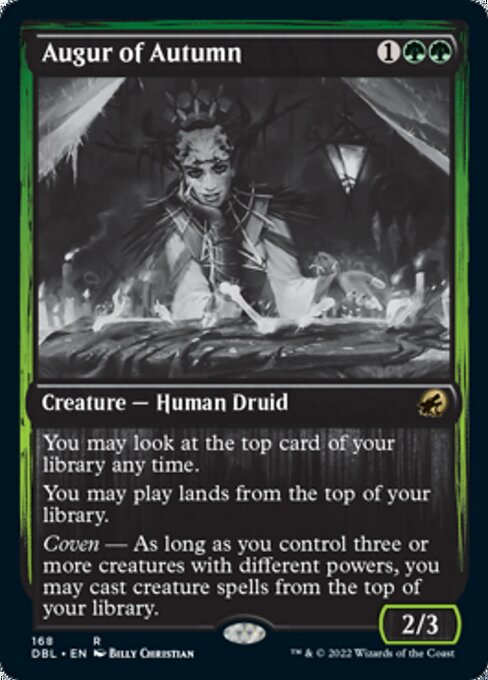 Augur of Autumn 1
Creature — Human Druid
You may look at the top card of your
library any time.
You may play lands from the top of your
library.
Coven — As long as you control three or
more creatures with different powers, you
may cast creature spells from the top of
your library.
2/3
168 R
DBL • EN Billy Christian
™ & © 2022 Wizards of the Coast